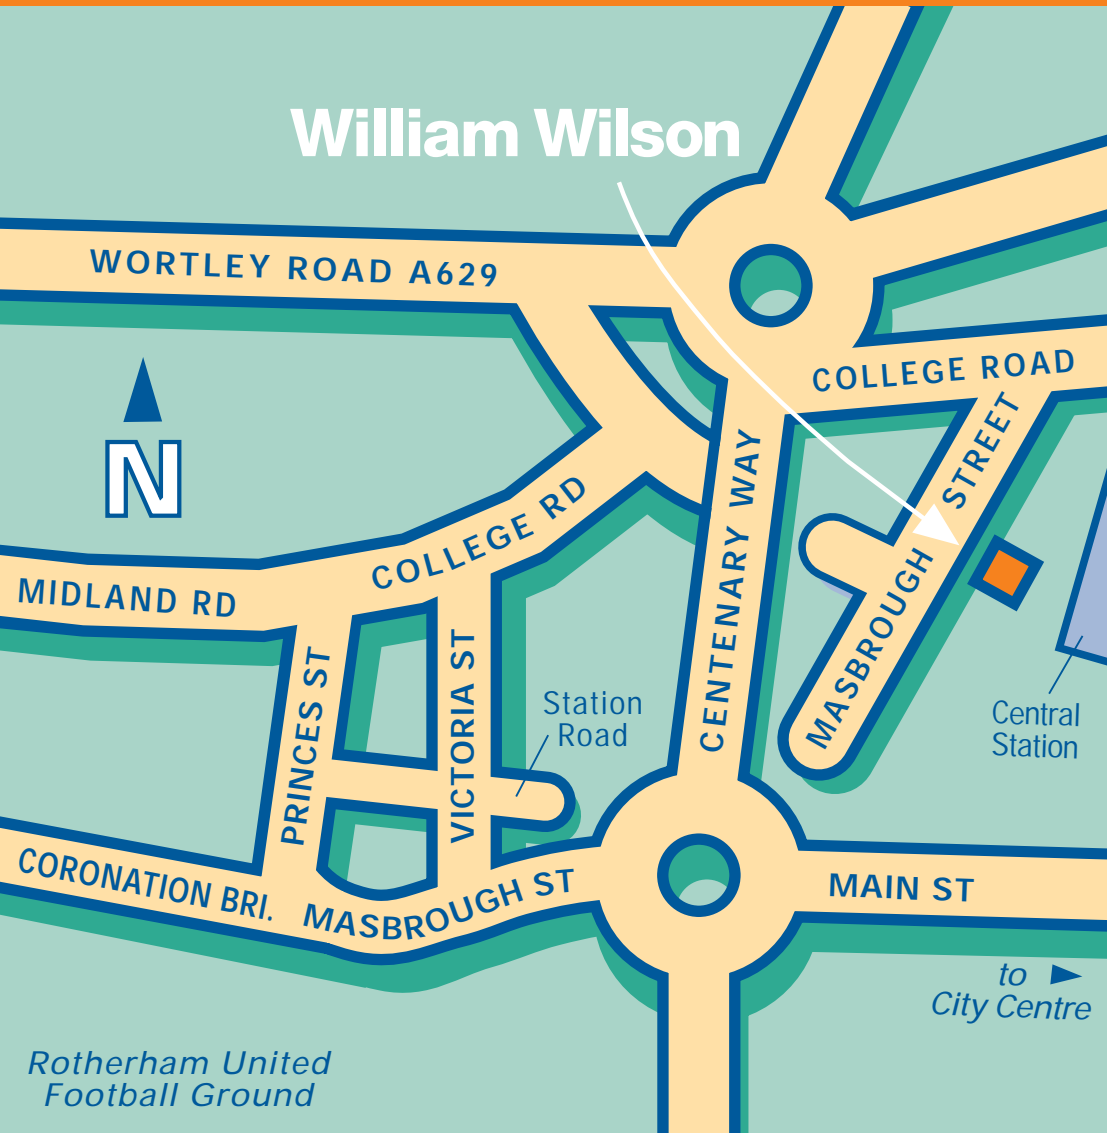 William Wilson
WORTLEY ROAD A629
COLLEGE ROAD
N
MASBROUGH STREET
CENTENARY WAY
COLLEGE RD
MIDLAND RD
PRINCES ST
VICTORIA ST
Station
Road
Central
Station
CORONATION BRI.
MASBROUGH ST
MAIN ST
to
City Centre
Rotherham United
Football Ground